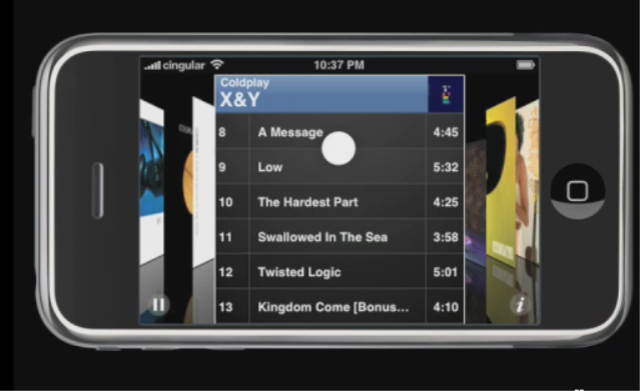 cingular 10:37 PM
Coldplay
X&Y
8 A Message 4:45
9 Low 5:32
10 The Hardest Part 4:25
11 Swallowed In The Sea 3:58
12 Twisted Logic 5:01
13 Kingdom Come [Bonus... 4:10